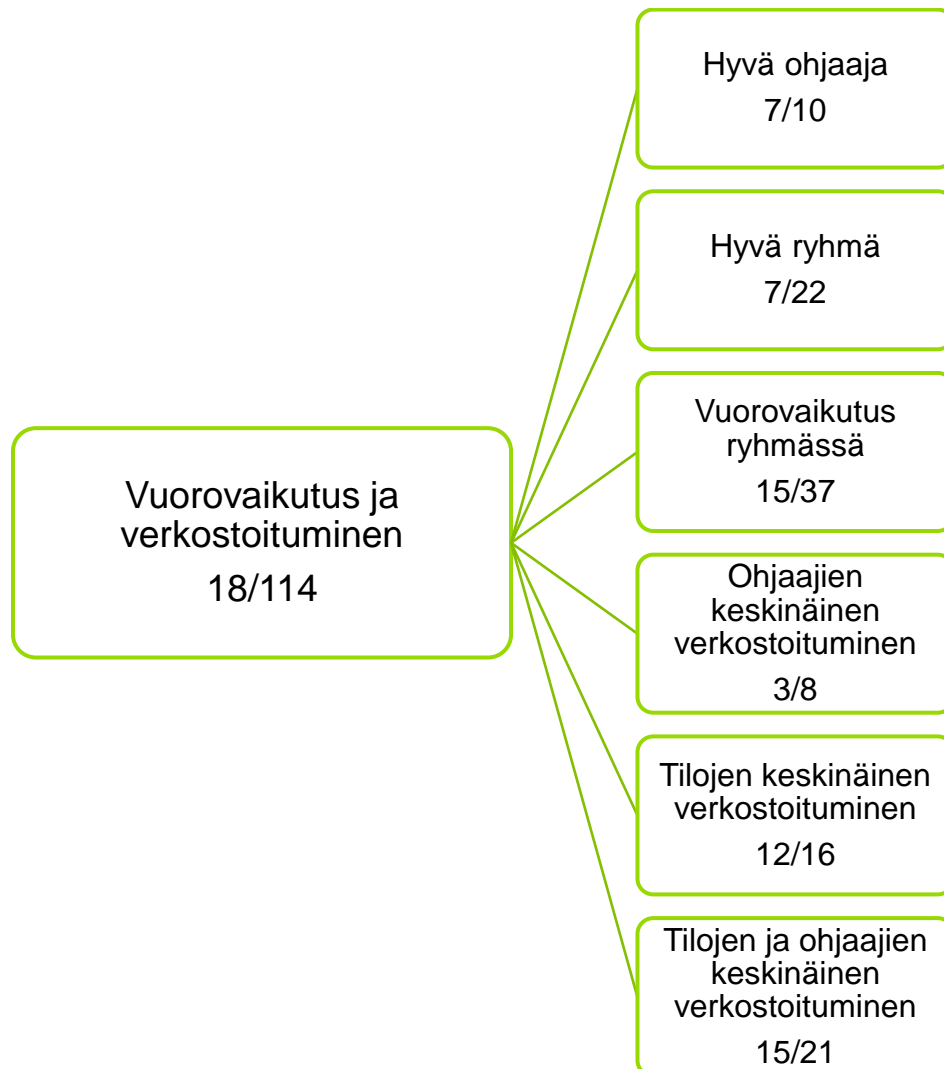 Vuorovaikutus ja
verkostoituminen
18/114
Hyvä ohjaaja
7/10
Hyvä ryhmä
7/22
Vuorovaikutus
ryhmässä
15/37
Ohjaajien
keskinäinen
verkostoituminen
3/8
Tilojen keskinäinen
verkostoituminen
12/16
Tilojen ja ohjaajien
keskinäinen
verkostoituminen
15/21